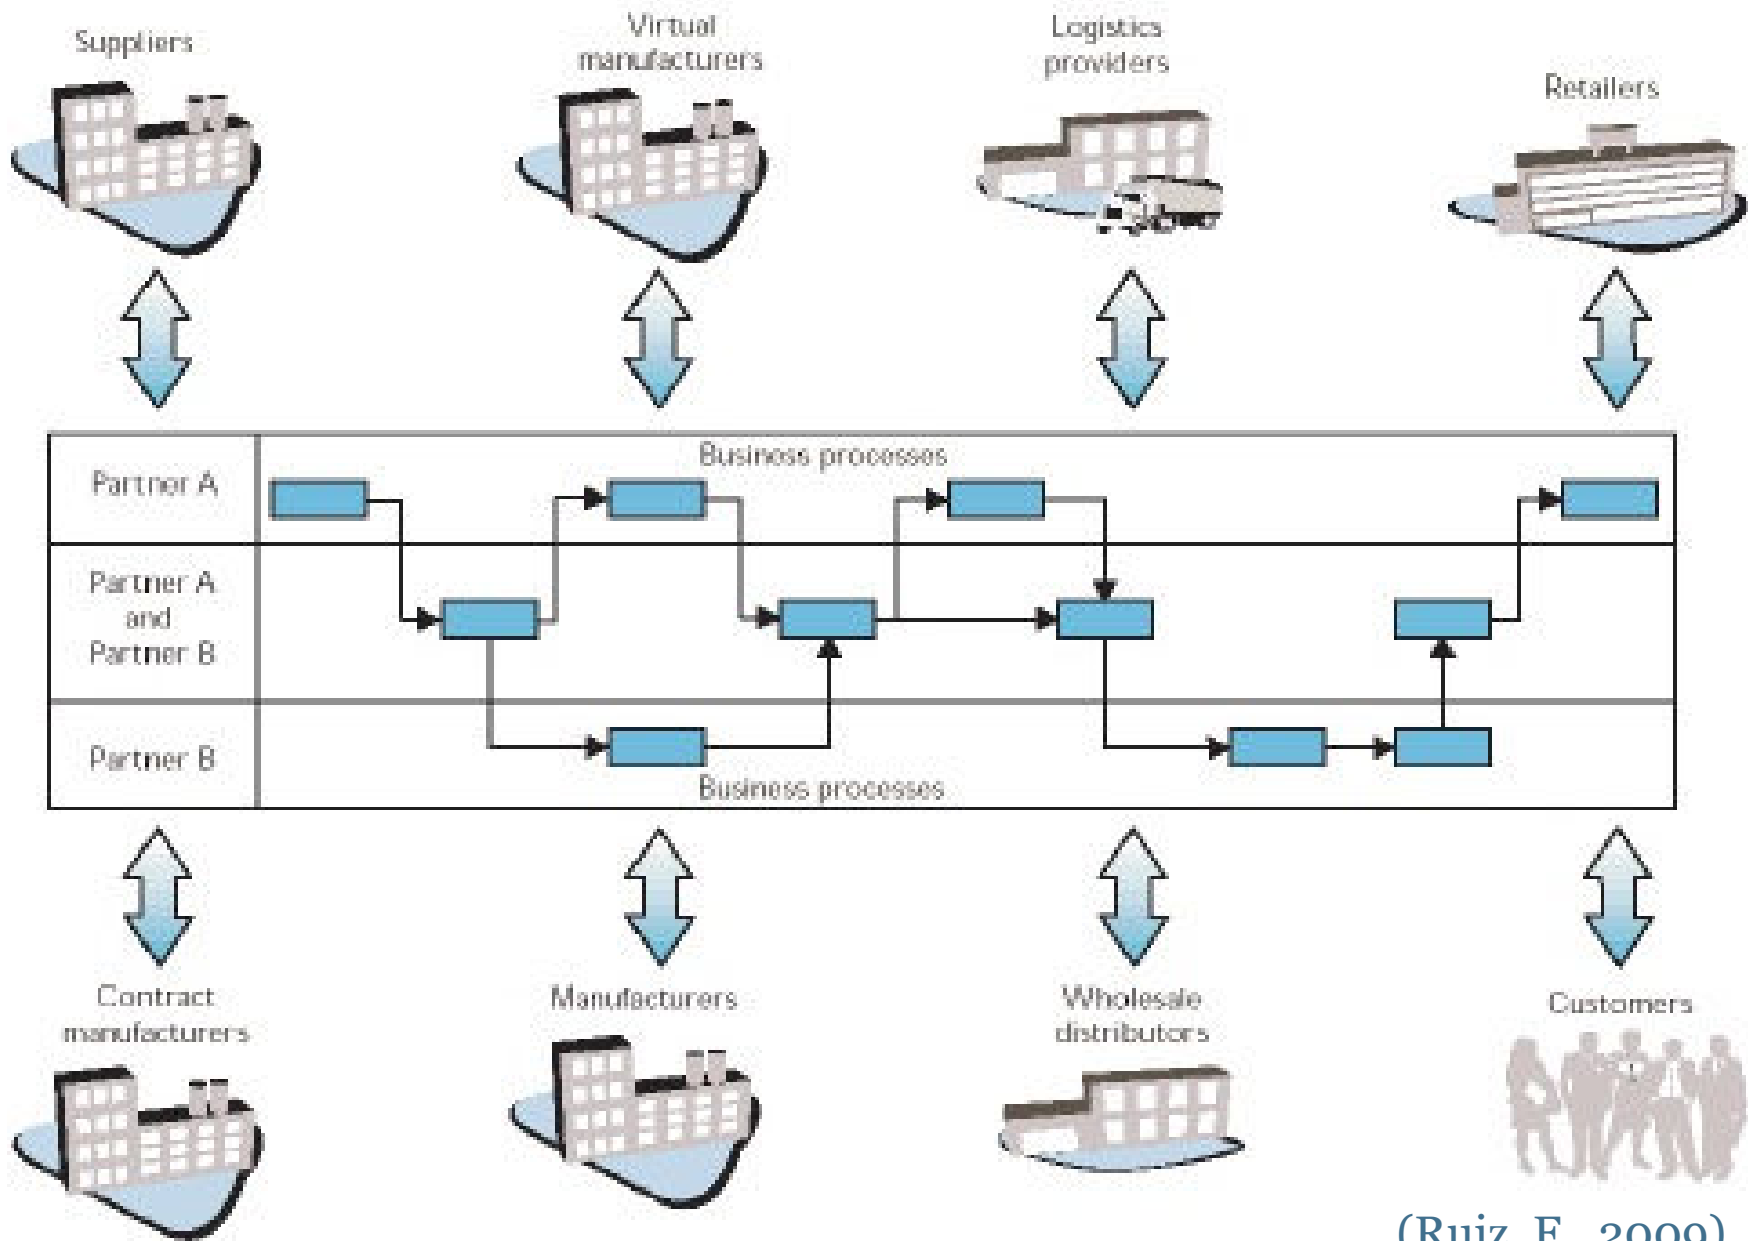 Suppliers
Virtual
manufacturers
Logistics
providers
Retailers
Business processes
Partner A
Partner A
and
Partner B
Partner B
Business processes
Contract
manufacturers
Manufacturers
Wholesale
distributors
Customers
(Ruiz, F., 2009)